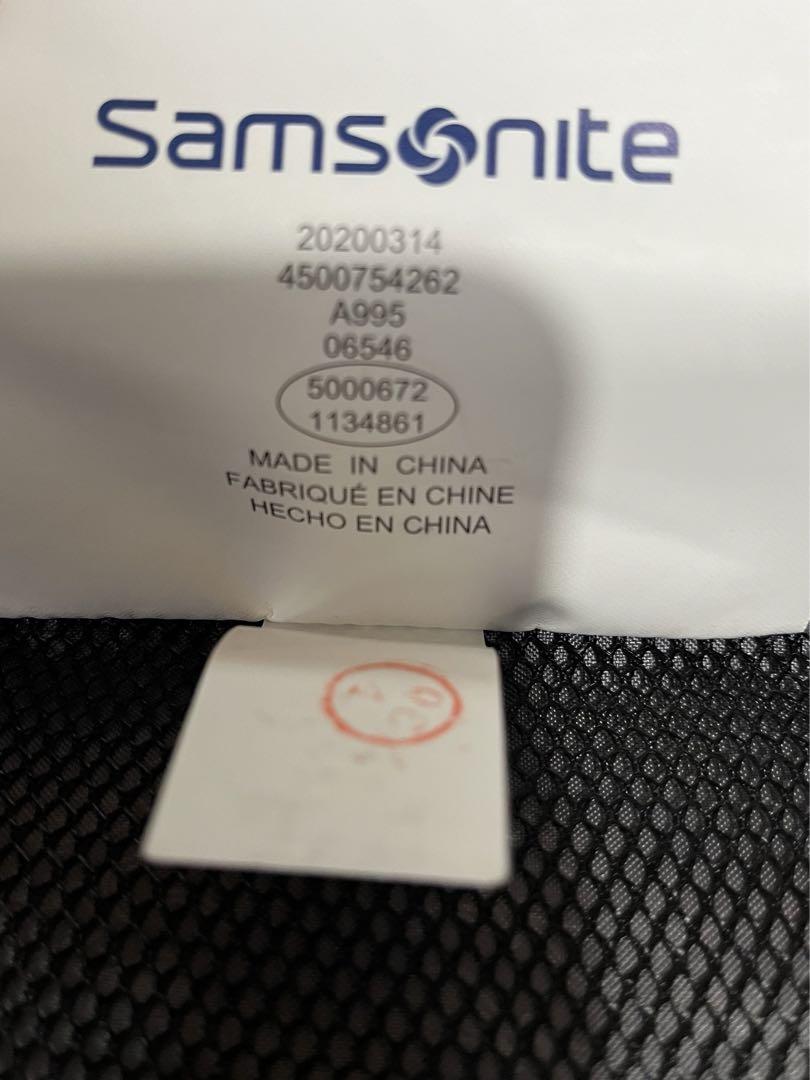 Samsonite
20200314
4500754262
A995
06546
5000672
1134861
MADE IN CHINA
FABRIQUÉ EN CHINE
HECHO EN CHINA